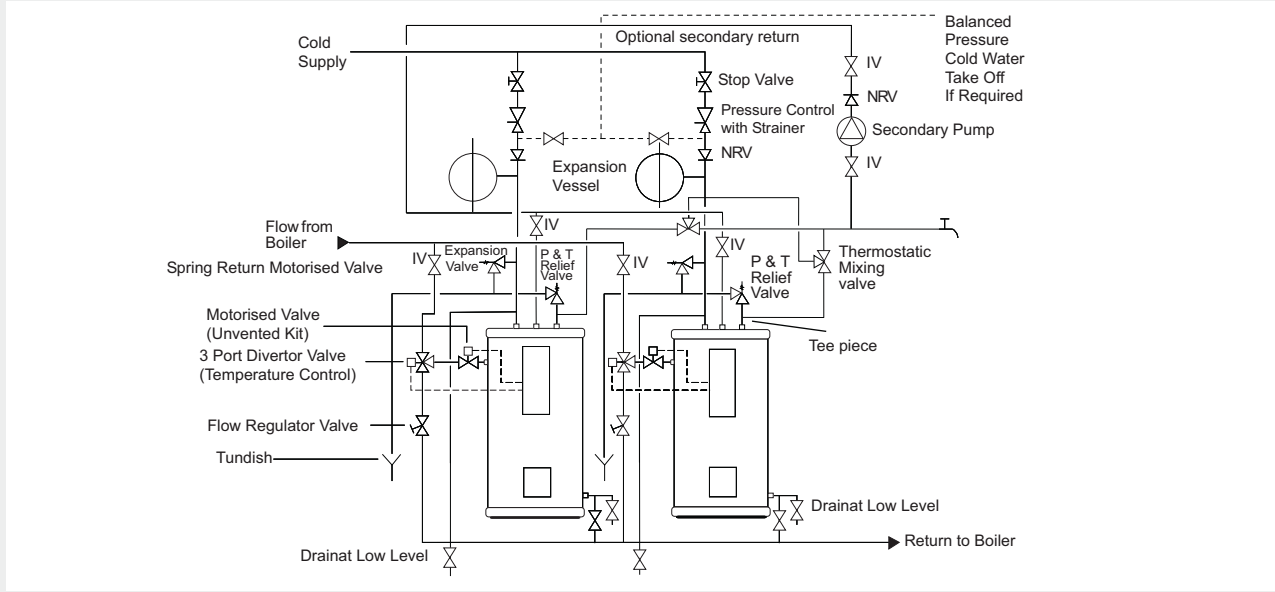 Cold
Supply
Optional secondary return
Balanced
Pressure
Cold Water
Take Off
If Required
IV
NRV
Secondary Pump
IV
Stop Valve
Pressure Control
with Strainer
NRV
Expansion
Vessel
Flow from
Boiler
Spring Return Motorised Valve
IV
Expansion
Valve
IV
P & T
Relief
Valve
IV
IV
P & T
Relief
Valve
Thermostatic
Mixing
valve
Motorised Valve
(Unvented Kit)
3 Port Divertor Valve
(Temperature Control)
Tee piece
Flow Regulator Valve
Tundish
Drainat Low Level
Drainat Low Level
Return to Boiler